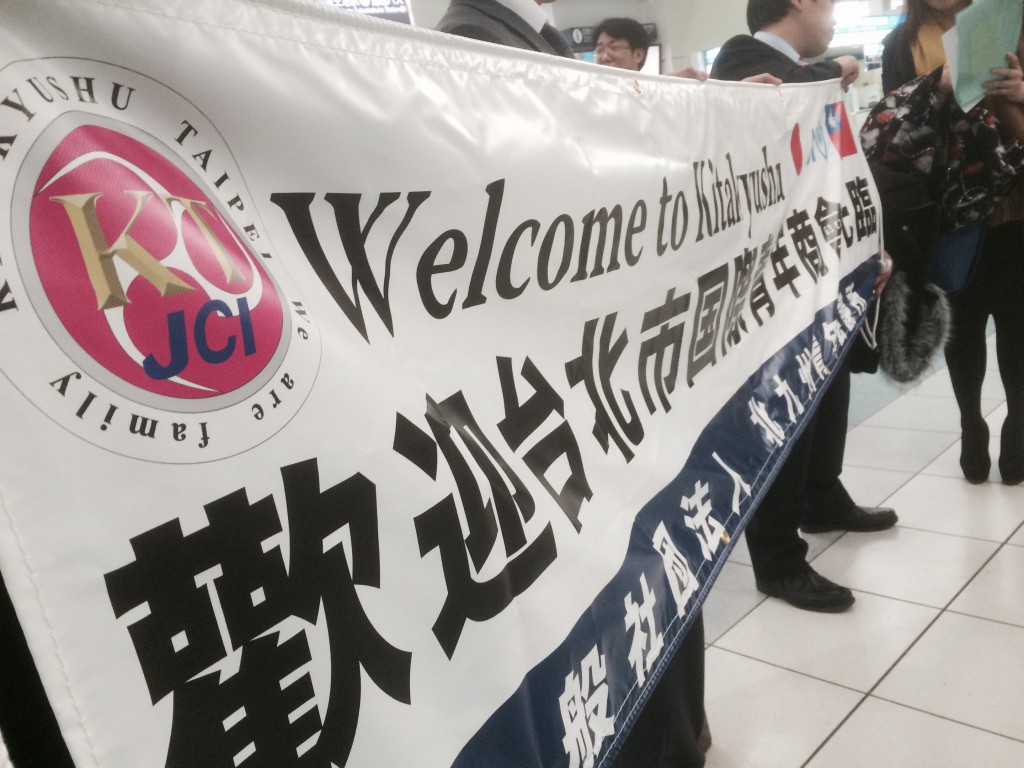 KITAKYUSHU TAIPEI
KT
JCI
we are family
Welcome to Kitakyushu
歡迎台北市国際青年商會光臨
般社団法人 北九州青年会議所